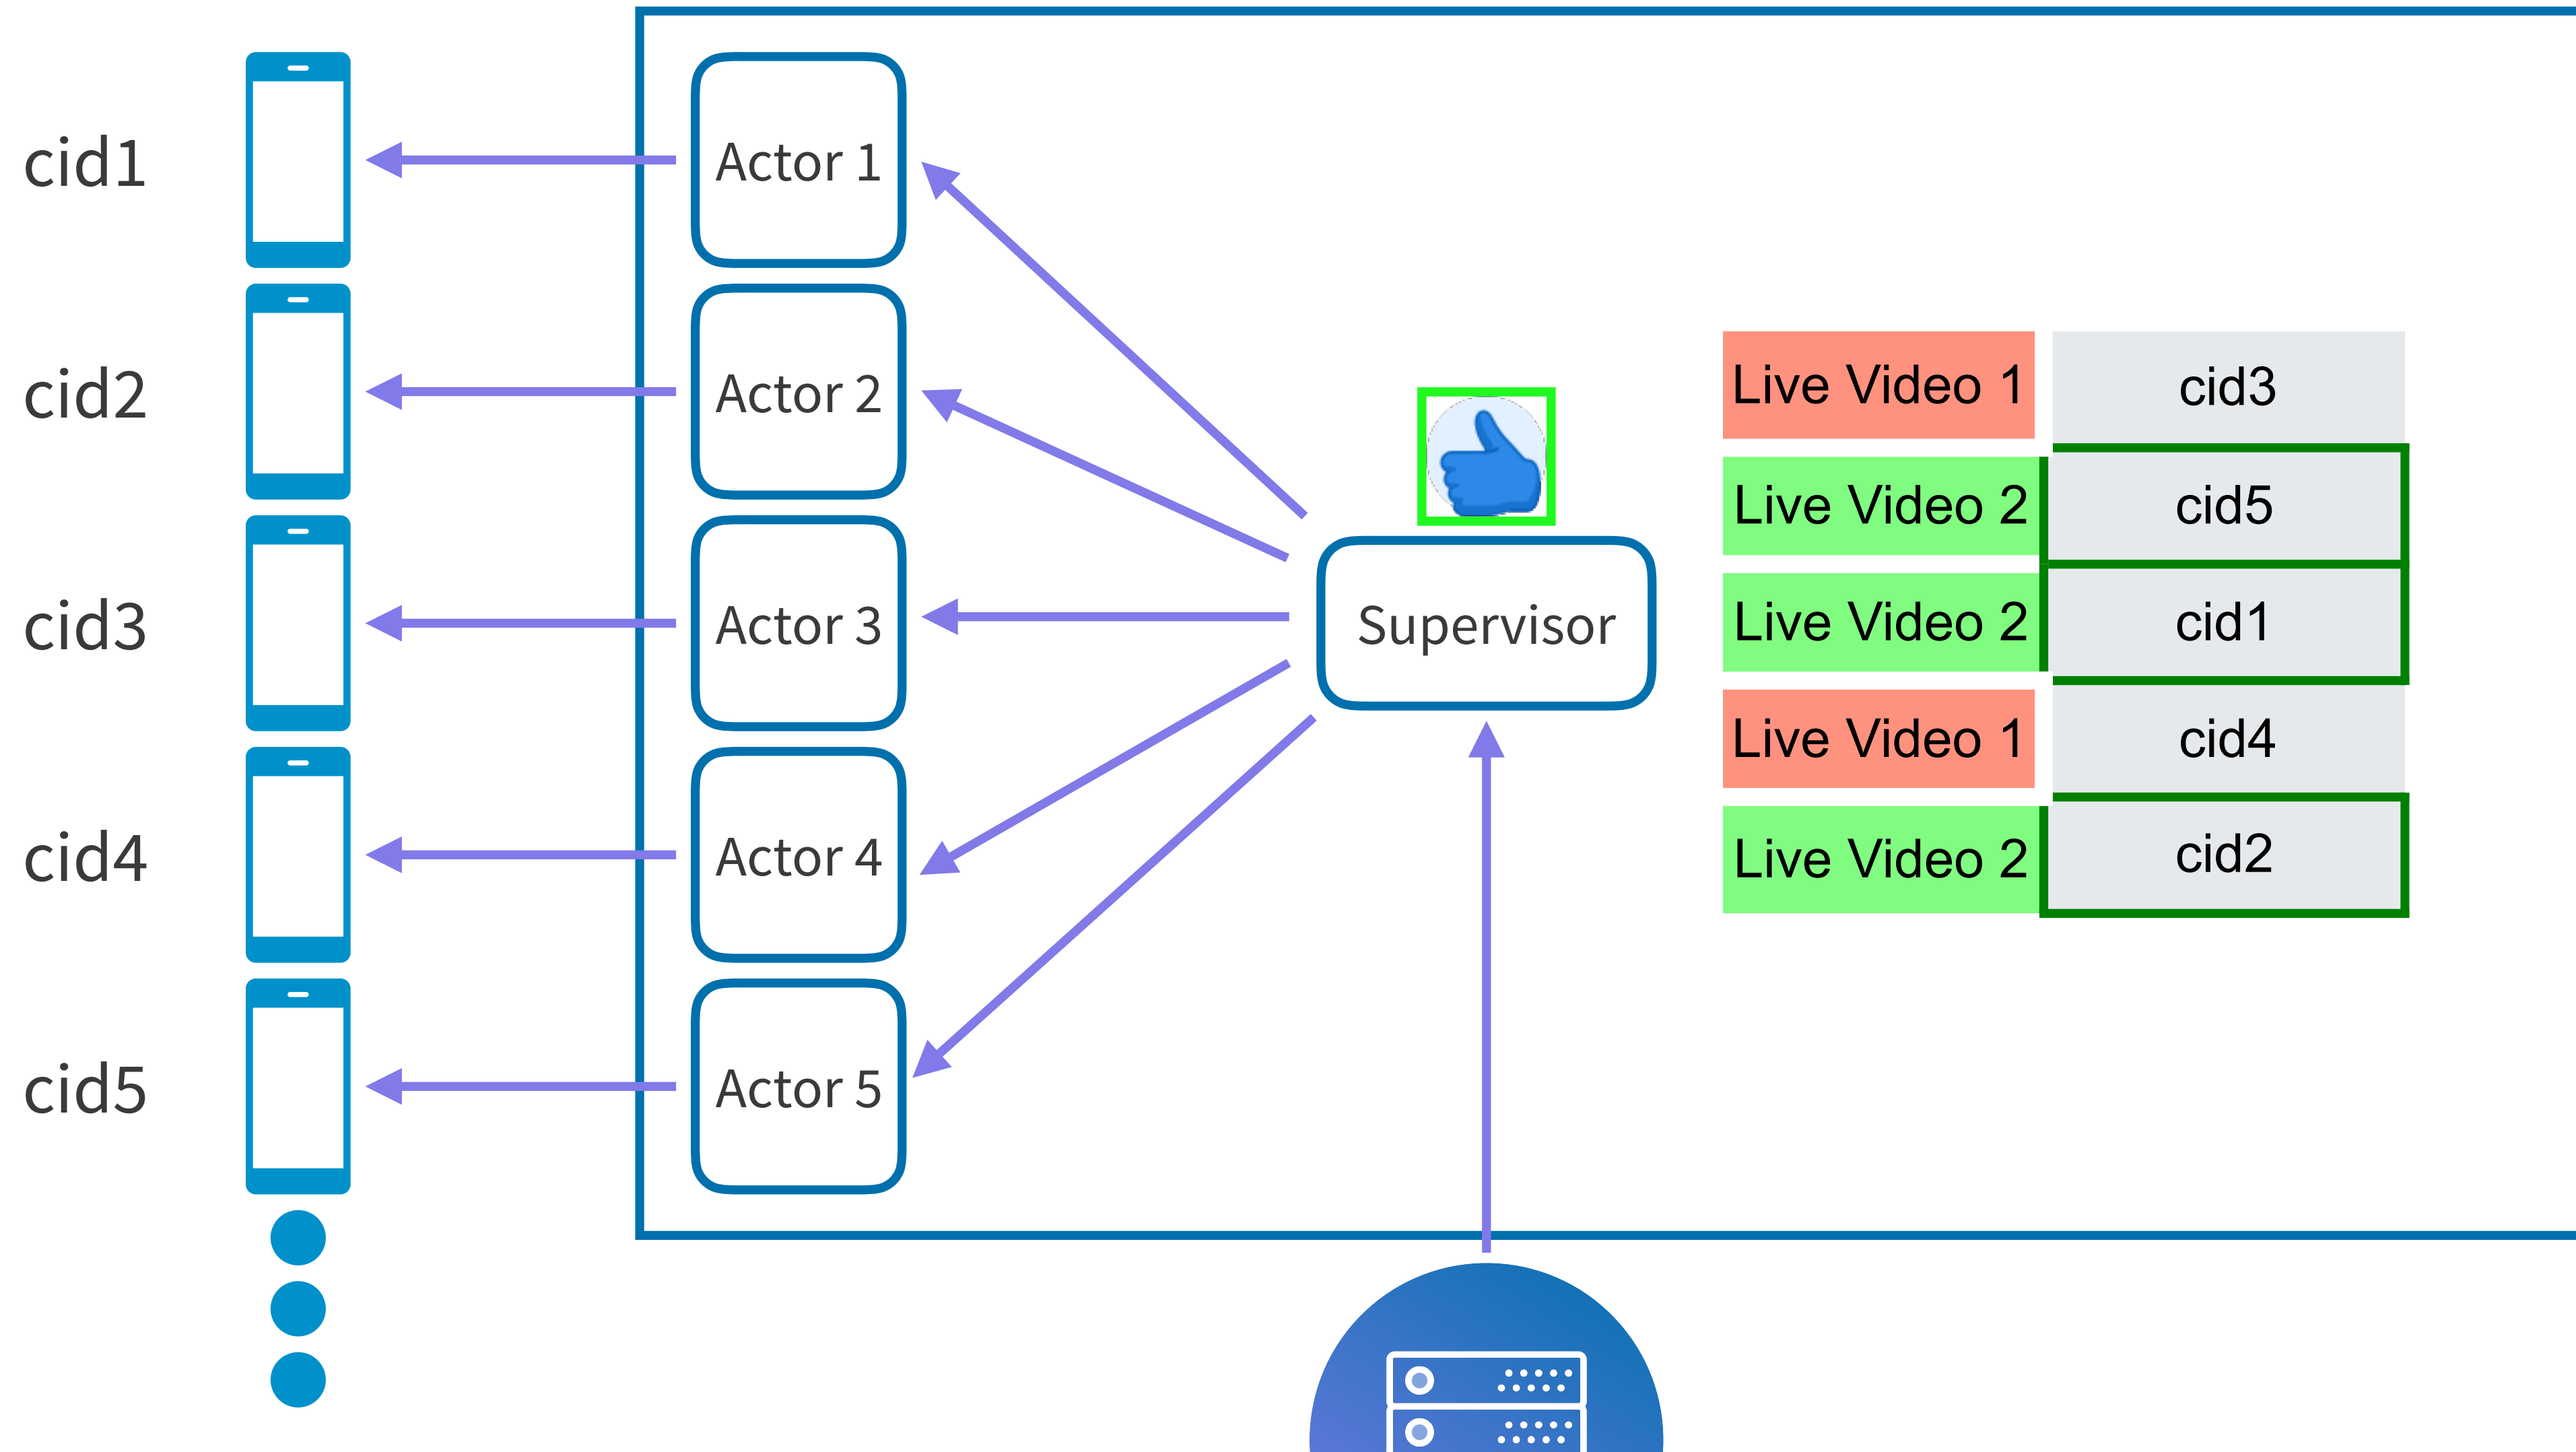 cid1
cid2
cid3
cid4
cid5
Actor 1
Actor 2
Actor 3
Actor 4
Actor 5
Supervisor
Live Video 1 cid3
Live Video 2 cid5
Live Video 2 cid1
Live Video 1 cid4
Live Video 2 cid2